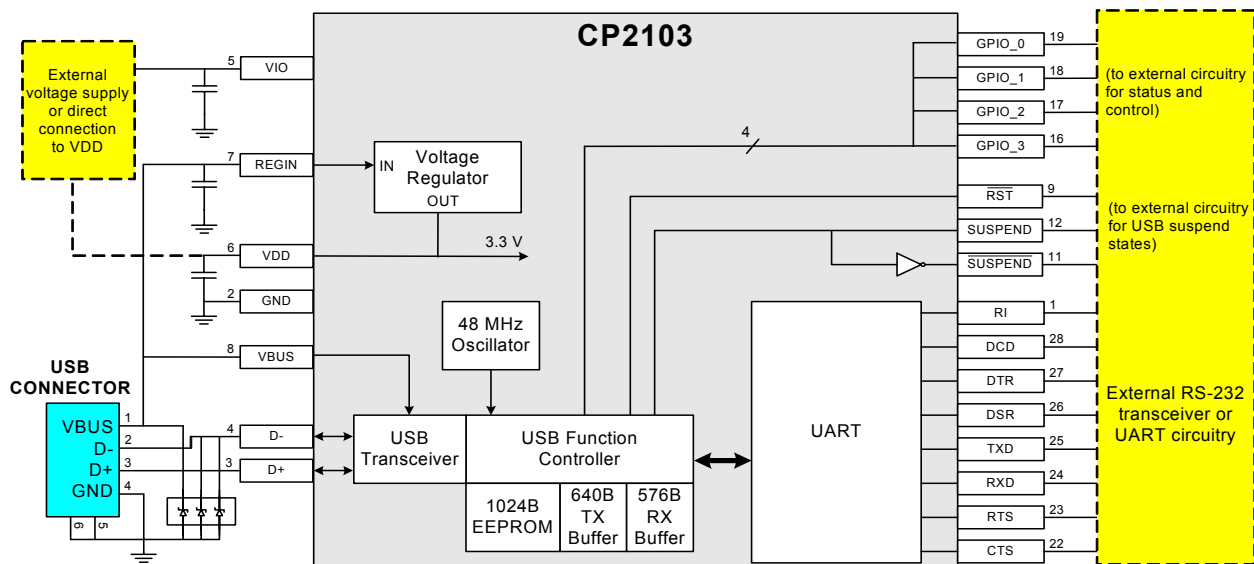 CP2103
External
voltage supply
or direct
connection
to VDD
5
VIO
7
REGIN
IN
Voltage
Regulator
OUT
6
VDD
3.3 V
2
GND
48 MHz
Oscillator
8
VBUS
USB
CONNECTOR
VBUS
D-
D+
GND
1
2
3
4
6
5
4
D-
3
D+
USB
Transceiver
USB Function
Controller
1024B
EEPROM
640B
TX
Buffer
576B
RX
Buffer
UART
4
GPIO_0
19
GPIO_1
18
GPIO_2
17
GPIO_3
16
RST
9
SUSPEND
12
SUSPEND
11
RI
1
DCD
28
DTR
27
DSR
26
TXD
25
RXD
24
RTS
23
CTS
22
(to external circuitry
for status and
control)
(to external circuitry
for USB suspend
states)
External RS-232
transceiver or
UART circuitry